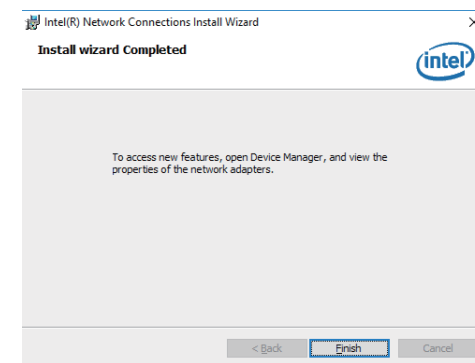 Intel(R) Network Connections Install Wizard
Install wizard Completed
intel
To access new features, open Device Manager, and view the
properties of the network adapters.
< Back
Finish
Cancel